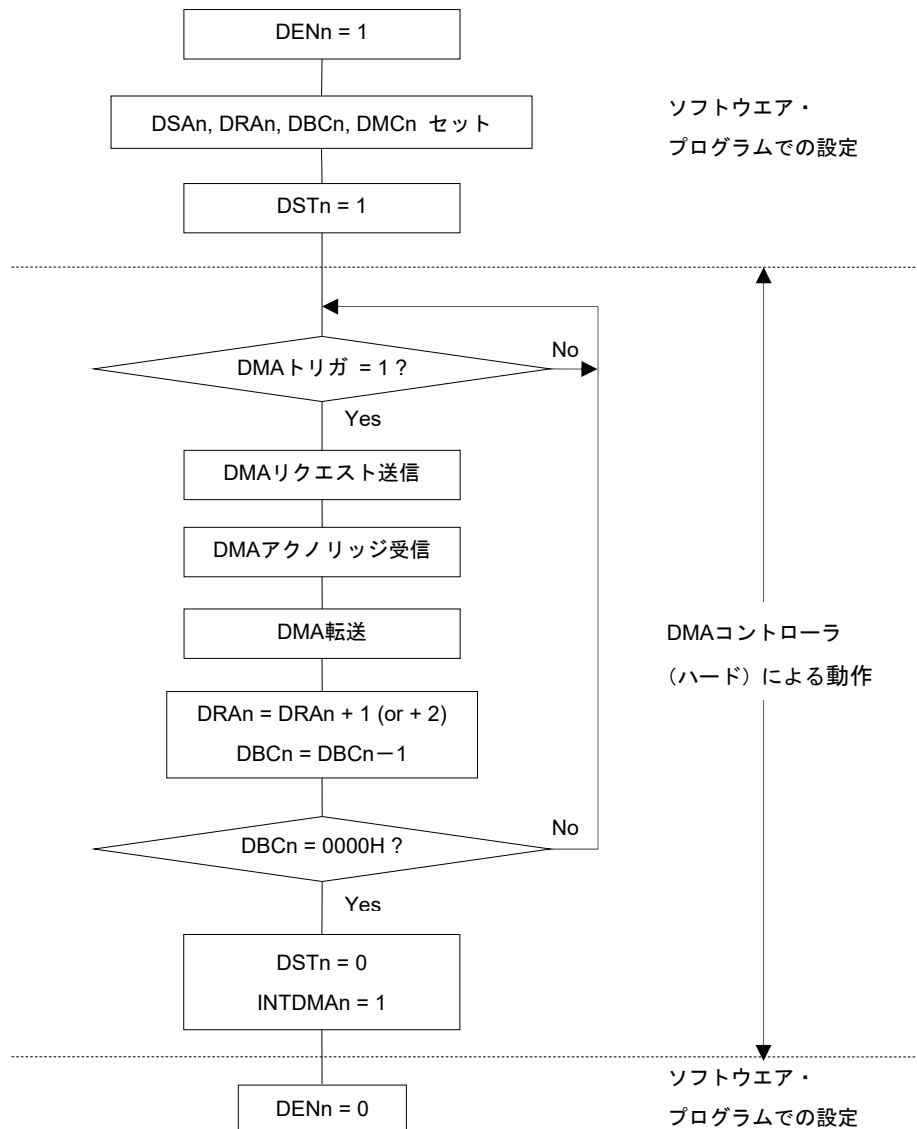 DENn = 1
DSAn, DRAn, DBCn, DMCn セット
ソフトウエア・
プログラムでの設定
DSTn = 1
DMAトリガ = 1 ?
No
Yes
DMAリクエスト送信
DMAアクノリッジ受信
DMA転送
DMAコントローラ
(ハード)による動作
DRAn = DRAn + 1 (or + 2)
DBCn = DBCn－1
DBCn = 0000H ?
No
Yes
DSTn = 0
INTDMAn = 1
DENn = 0
ソフトウエア・
プログラムでの設定